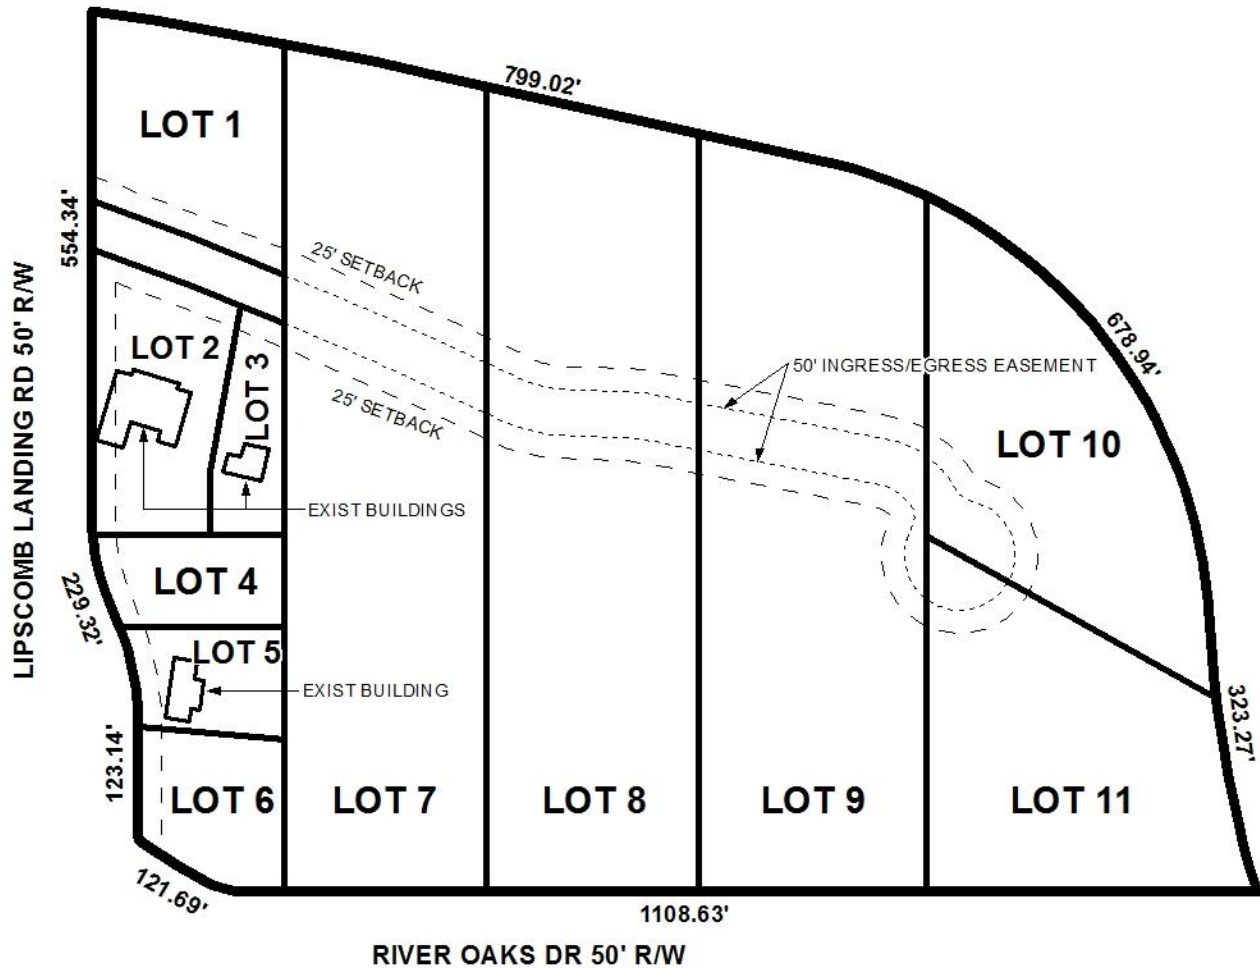 799.02'
LOT 1
554.34'
LIPSCOMB LANDING RD 50' R/W
25' SETBACK
678.94'
LOT 2
LOT 3
50' INGRESS/EGRESS EASEMENT
25' SETBACK
LOT 10
EXIST BUILDINGS
229.32'
LOT 4
LOT 5
EXIST BUILDING
323.27'
123.14'
LOT 6
LOT 7
LOT 8
LOT 9
LOT 11
121.69'
1108.63'
RIVER OAKS DR 50' R/W